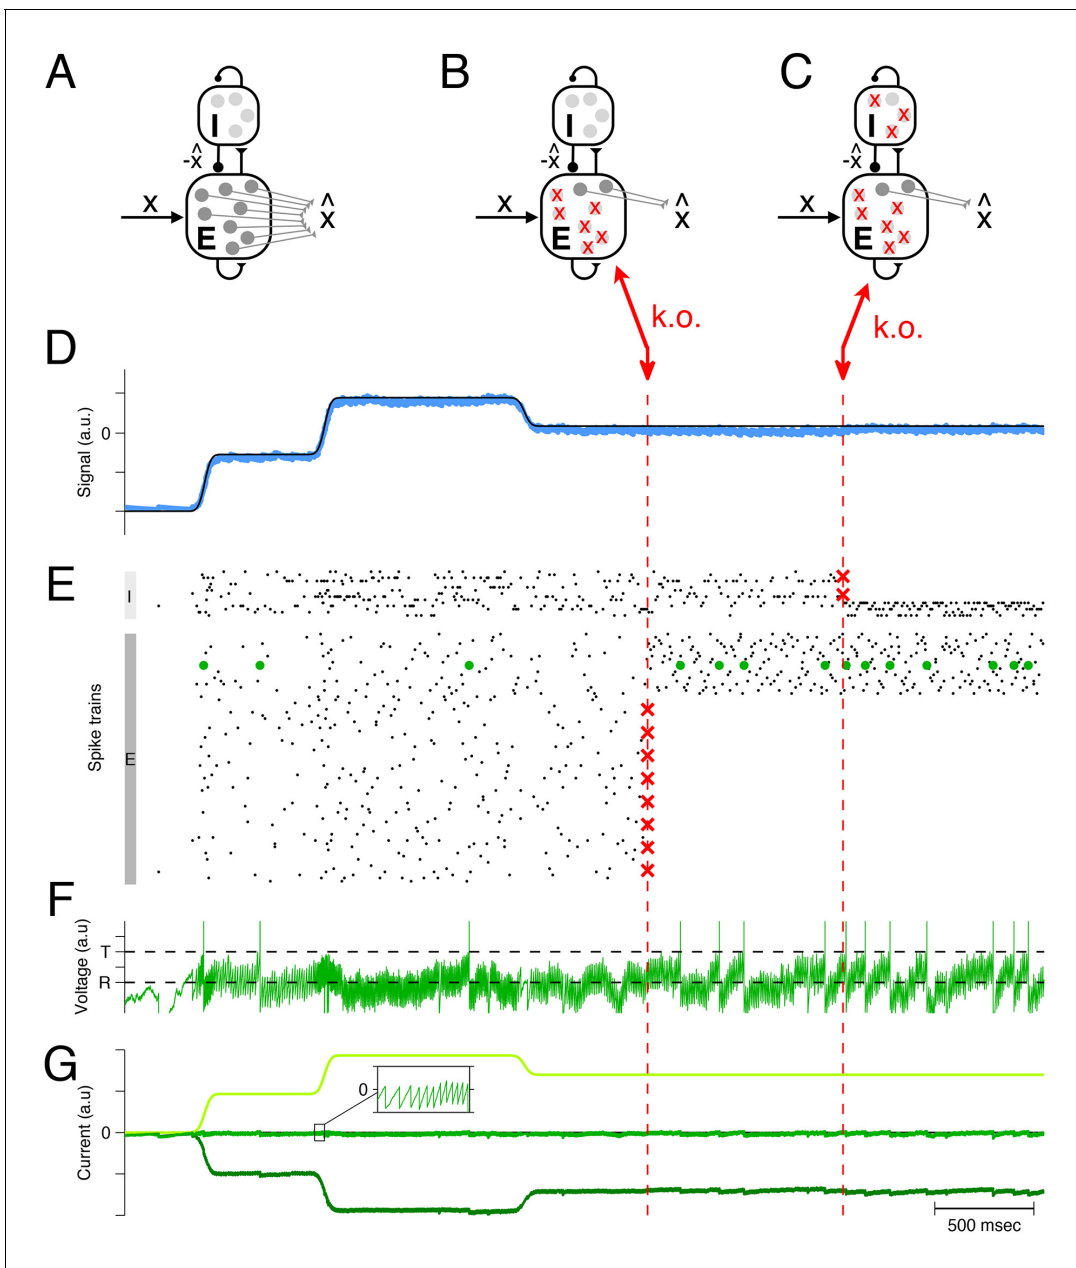 A
B
C
I
I
I
x x x
-x̂
-x̂
-x̂
X
E
x̂
X
E
x x x x x x
x̂
X
E
x x x x x x
x̂
k.o.
k.o.
D
Signal (a.u.)
0
E
Spike trains
I
E
F
Voltage (a.u)
T
R
G
Current (a.u)
0
0
500 msec